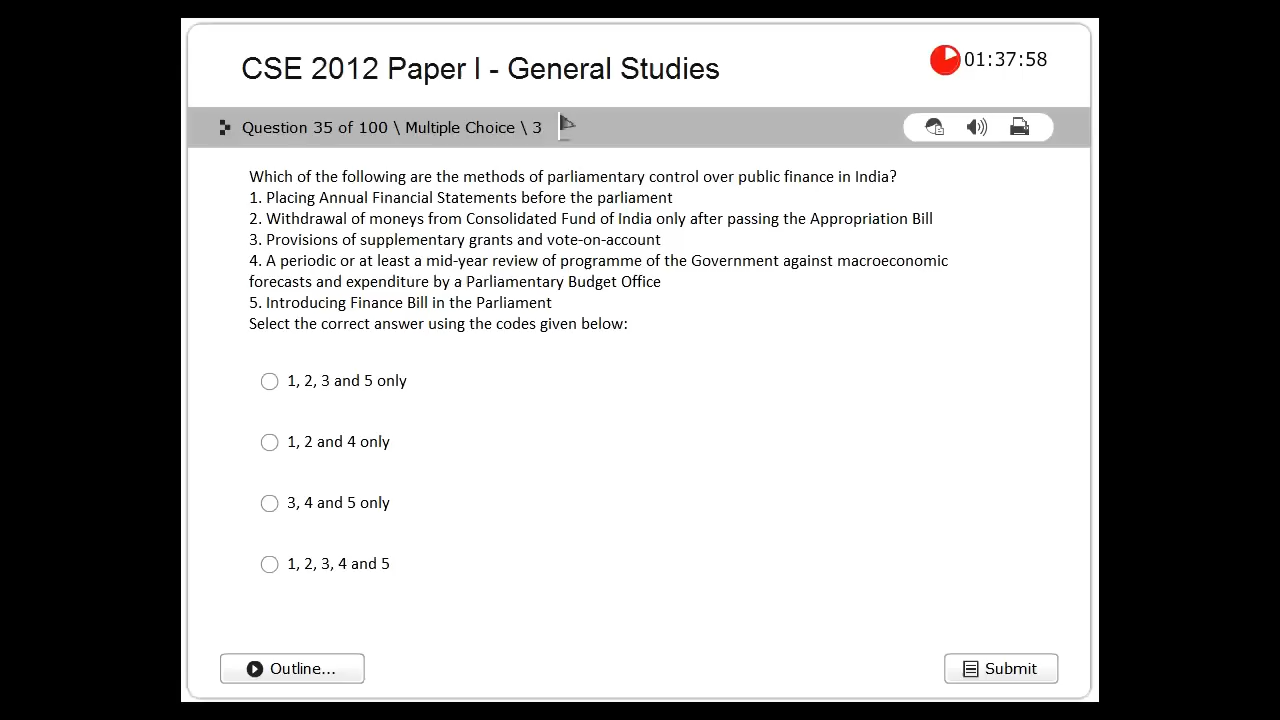 CSE 2012 Paper I - General Studies
01:37:58
Question 35 of 100 \ Multiple Choice \ 3
Which of the following are the methods of parliamentary control over public finance in India?
1. Placing Annual Financial Statements before the parliament
2. Withdrawal of moneys from Consolidated Fund of India only after passing the Appropriation Bill
3. Provisions of supplementary grants and vote-on-account
4. A periodic or at least a mid-year review of programme of the Government against macroeconomic
forecasts and expenditure by a Parliamentary Budget Office
5. Introducing Finance Bill in the Parliament
Select the correct answer using the codes given below:
1, 2, 3 and 5 only
1, 2 and 4 only
3, 4 and 5 only
1, 2, 3, 4 and 5
Outline...
Submit